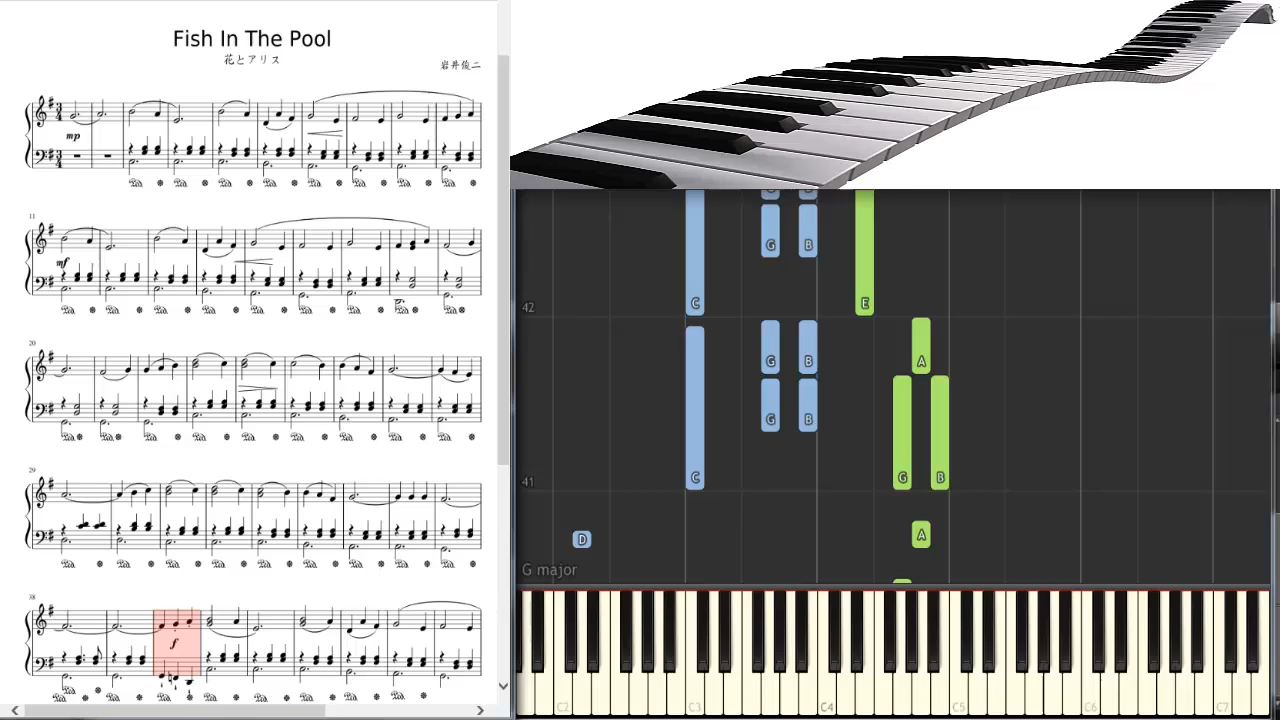 Fish In The Pool
花とアリス
岩井俊二
mp
11
mf
20
29
38
f
G B
C E
42
G B A
G B
C G B
41
D A
G major
C2 C3 C4 C5 C6 C7